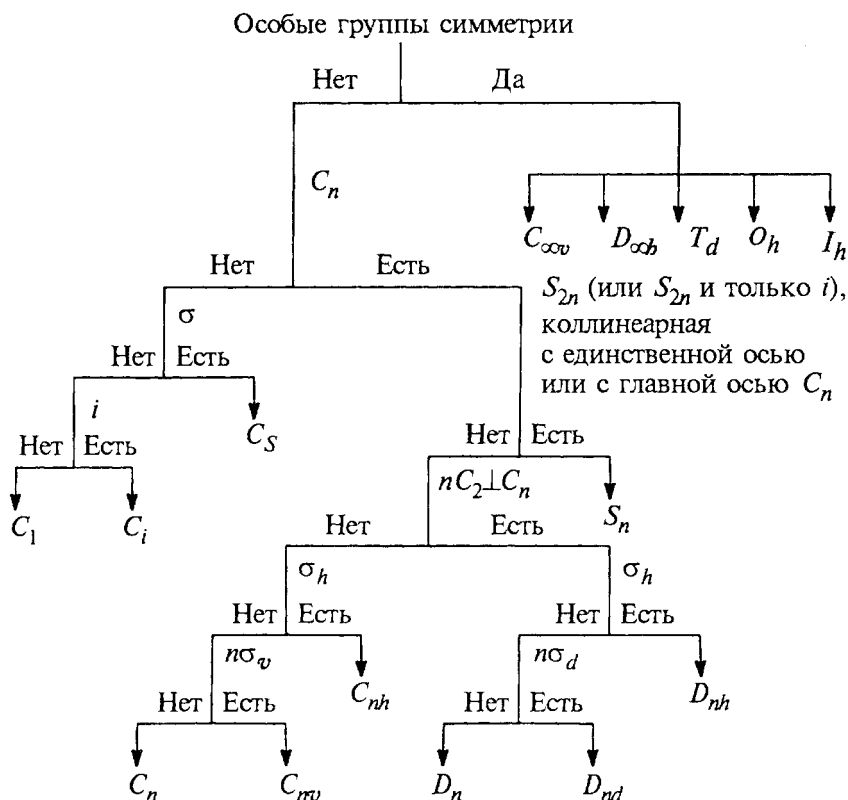 Особые группы симметрии
Нет Да
C_n
C_∞v D_∞h T_d O_h I_h
Нет Есть
S_2n (или S_2n и только i),
коллинеарная
с единственной осью
или с главной осью C_n
σ
Нет Есть
i
C_S
Нет Есть
Нет Есть
nC_2⊥C_n
C_1 C_i
S_n
Нет Есть
σ_h σ_h
Нет Есть Нет Есть
nσ_v nσ_d
C_nh D_nh
Нет Есть Нет Есть
C_n C_nv D_n D_nd